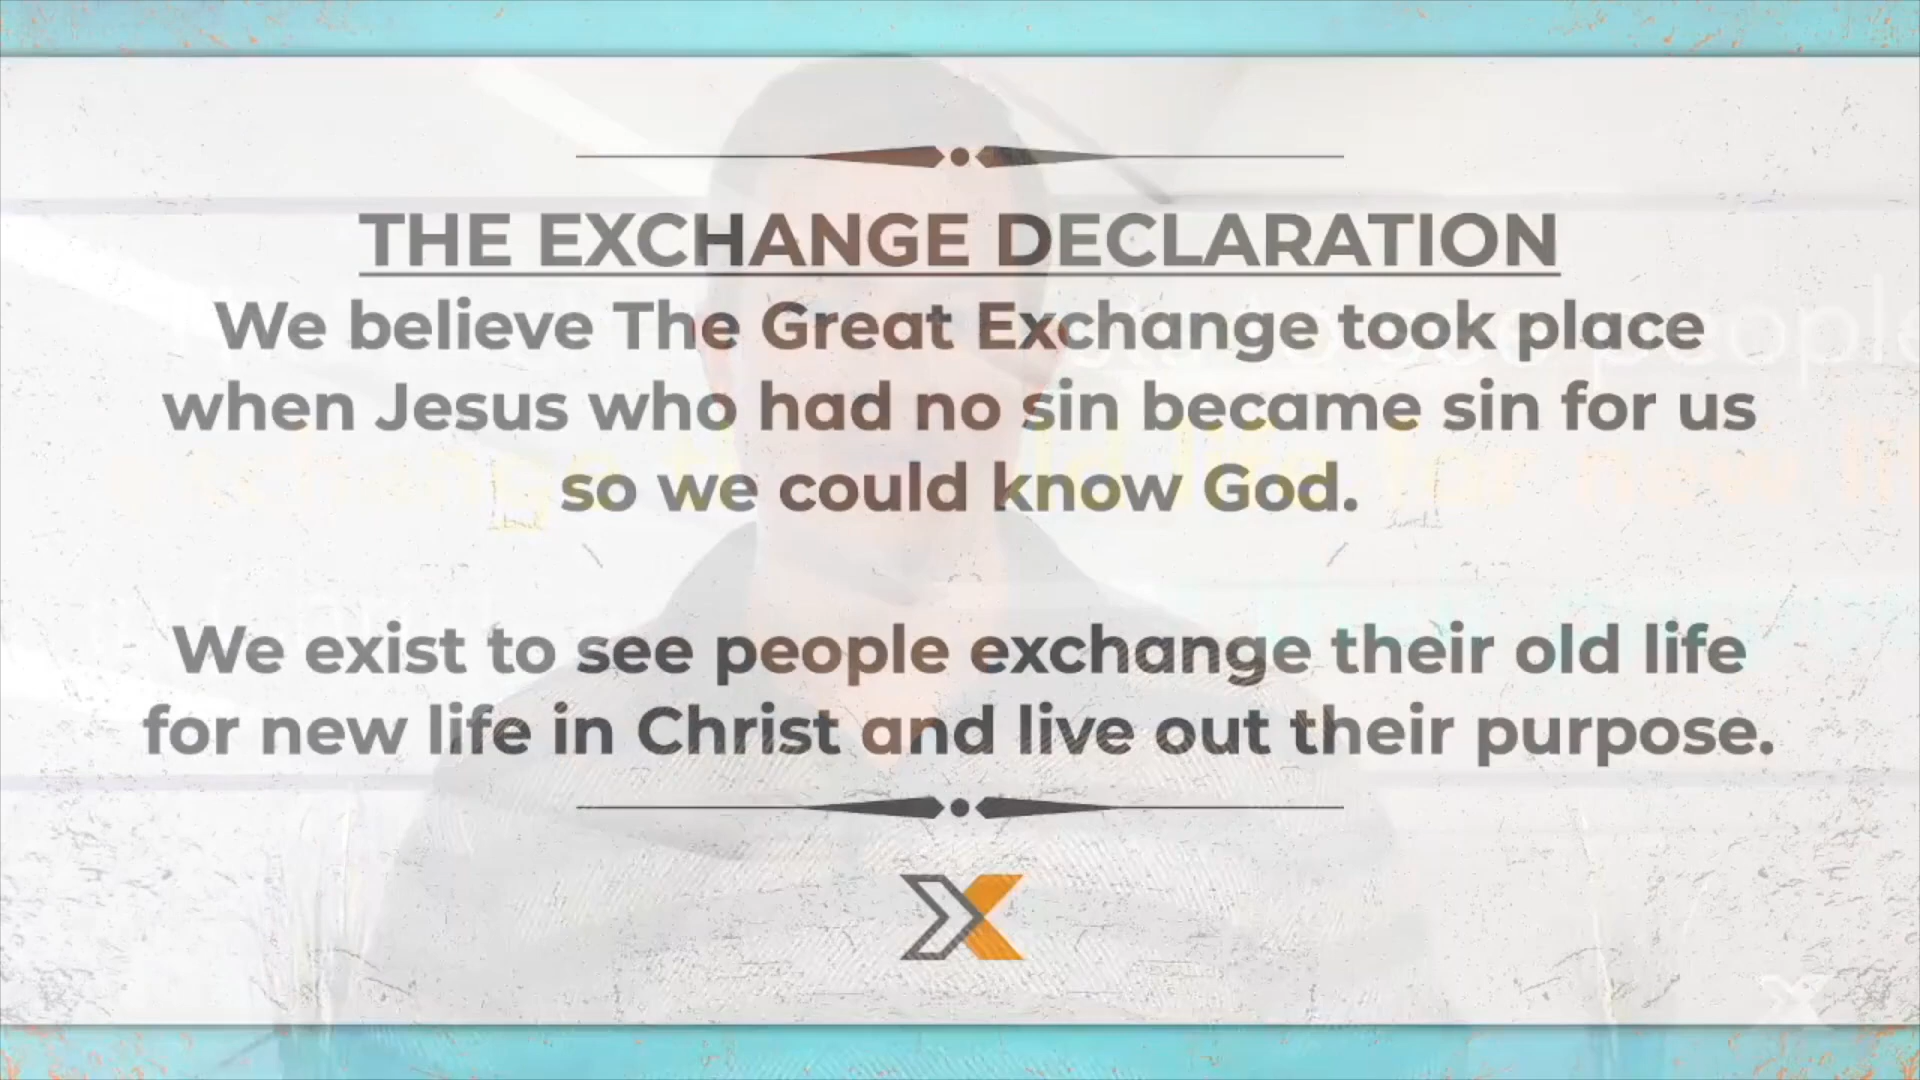 THE EXCHANGE DECLARATION
We believe The Great Exchange took place
when Jesus who had no sin became sin for us
so we could know God.
We exist to see people exchange their old life
for new life in Christ and live out their purpose.